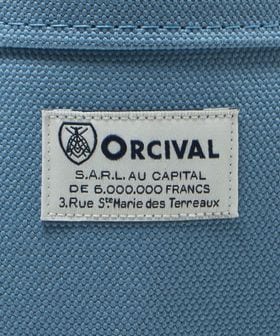 ORCIVAL
S.A.R.L. AU CAPITAL
DE 6.000.000 FRANCS
3.Rue Ste Marie des Terreaux